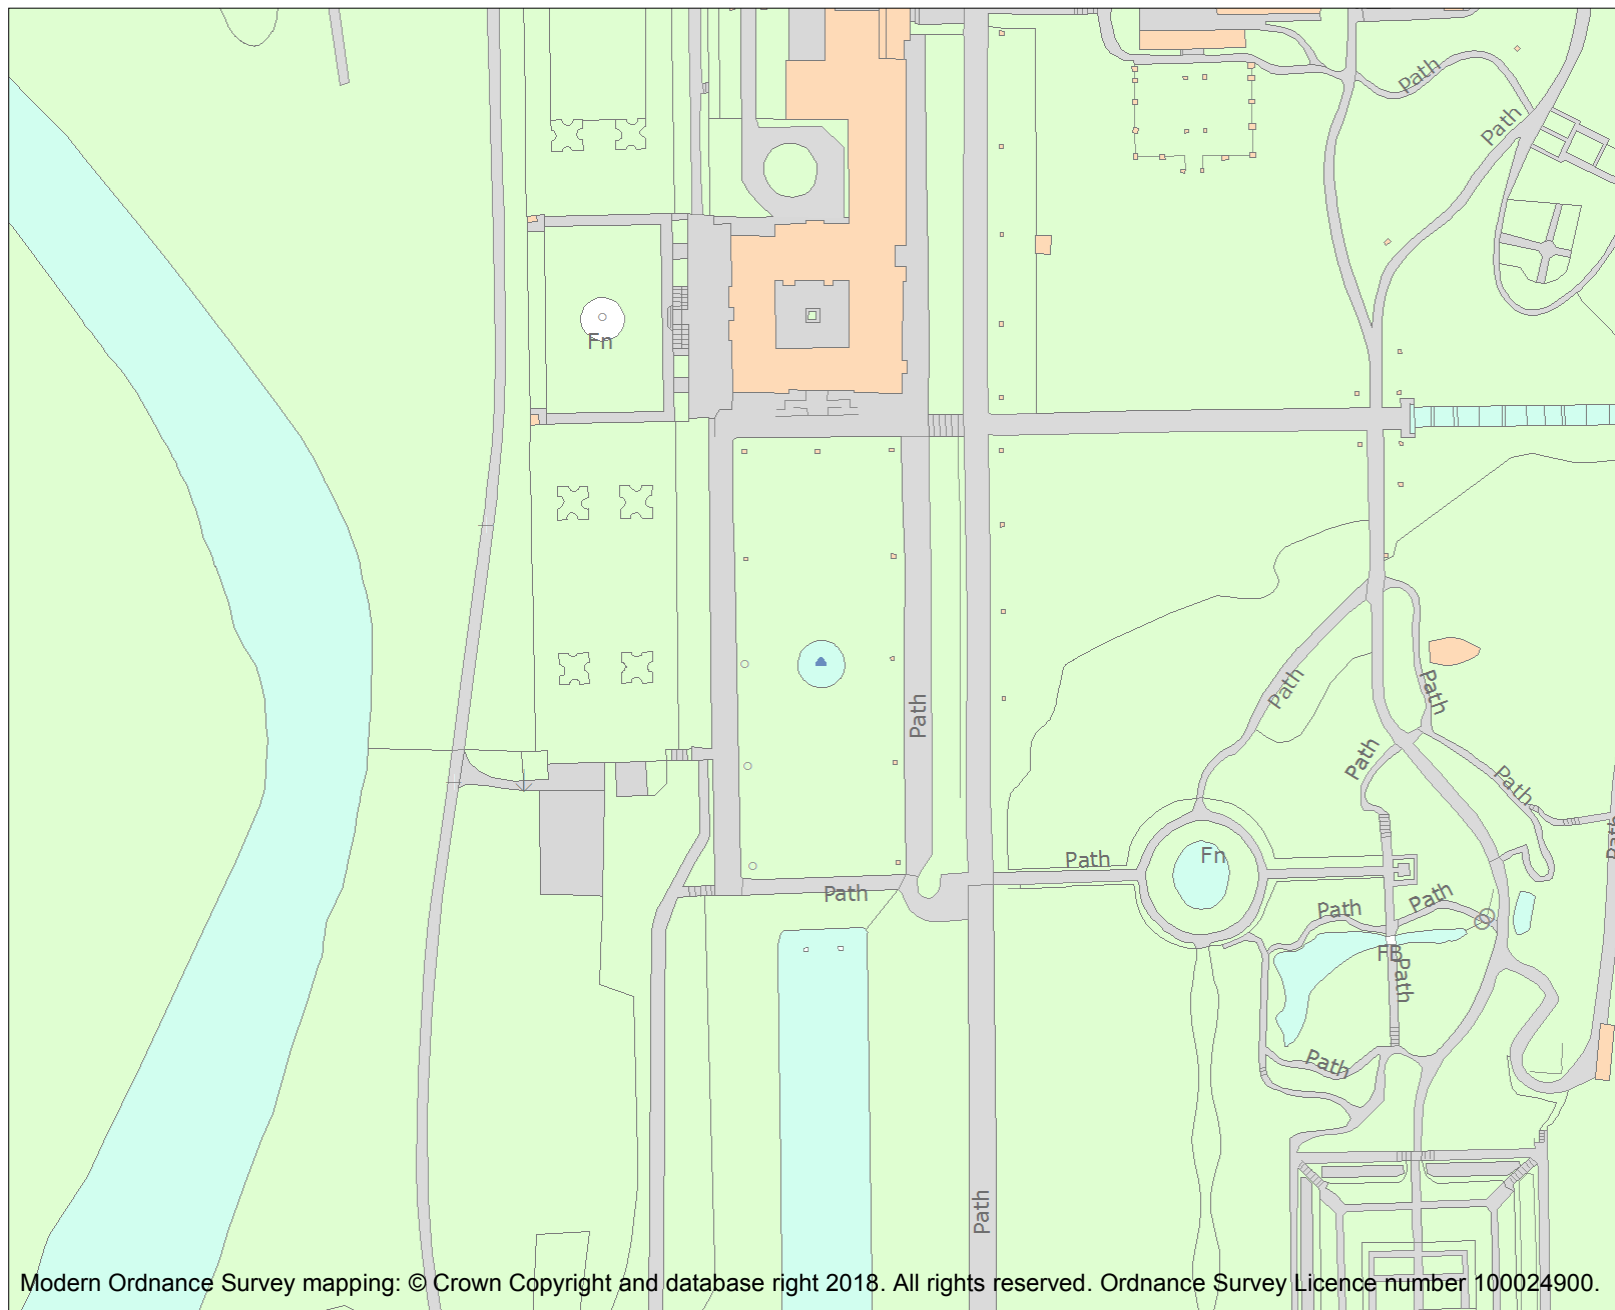 Path
Path
Fn
Path
Path
Path
Path
Path
Path
Path
Fn
Path
Path
Path
FB
Path
Path
Path
Modern Ordnance Survey mapping: © Crown Copyright and database right 2018. All rights reserved. Ordnance Survey Licence number 100024900.